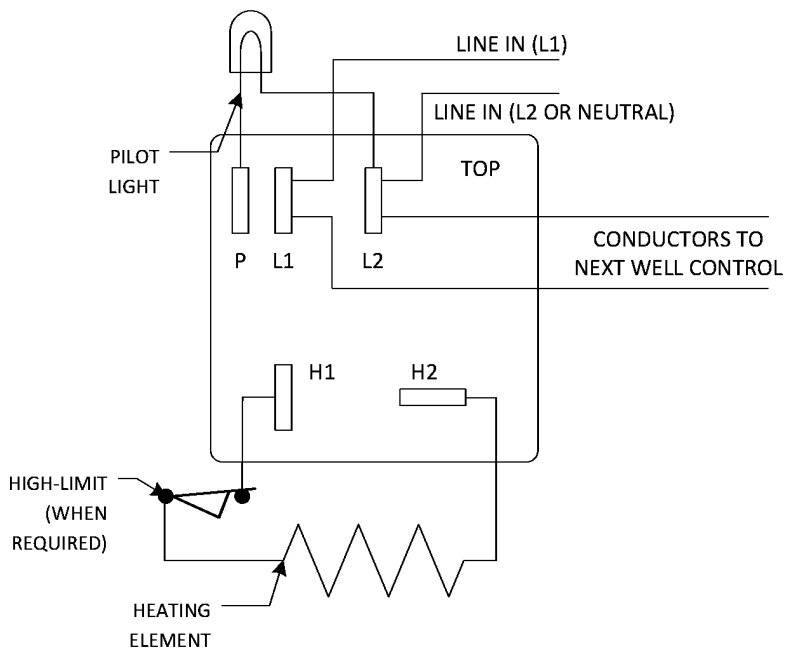 LINE IN (L1)
LINE IN (L2 OR NEUTRAL)
PILOT
LIGHT
TOP
P
L1
L2
CONDUCTORS TO
NEXT WELL CONTROL
H1
H2
HIGH-LIMIT
(WHEN
REQUIRED)
HEATING
ELEMENT